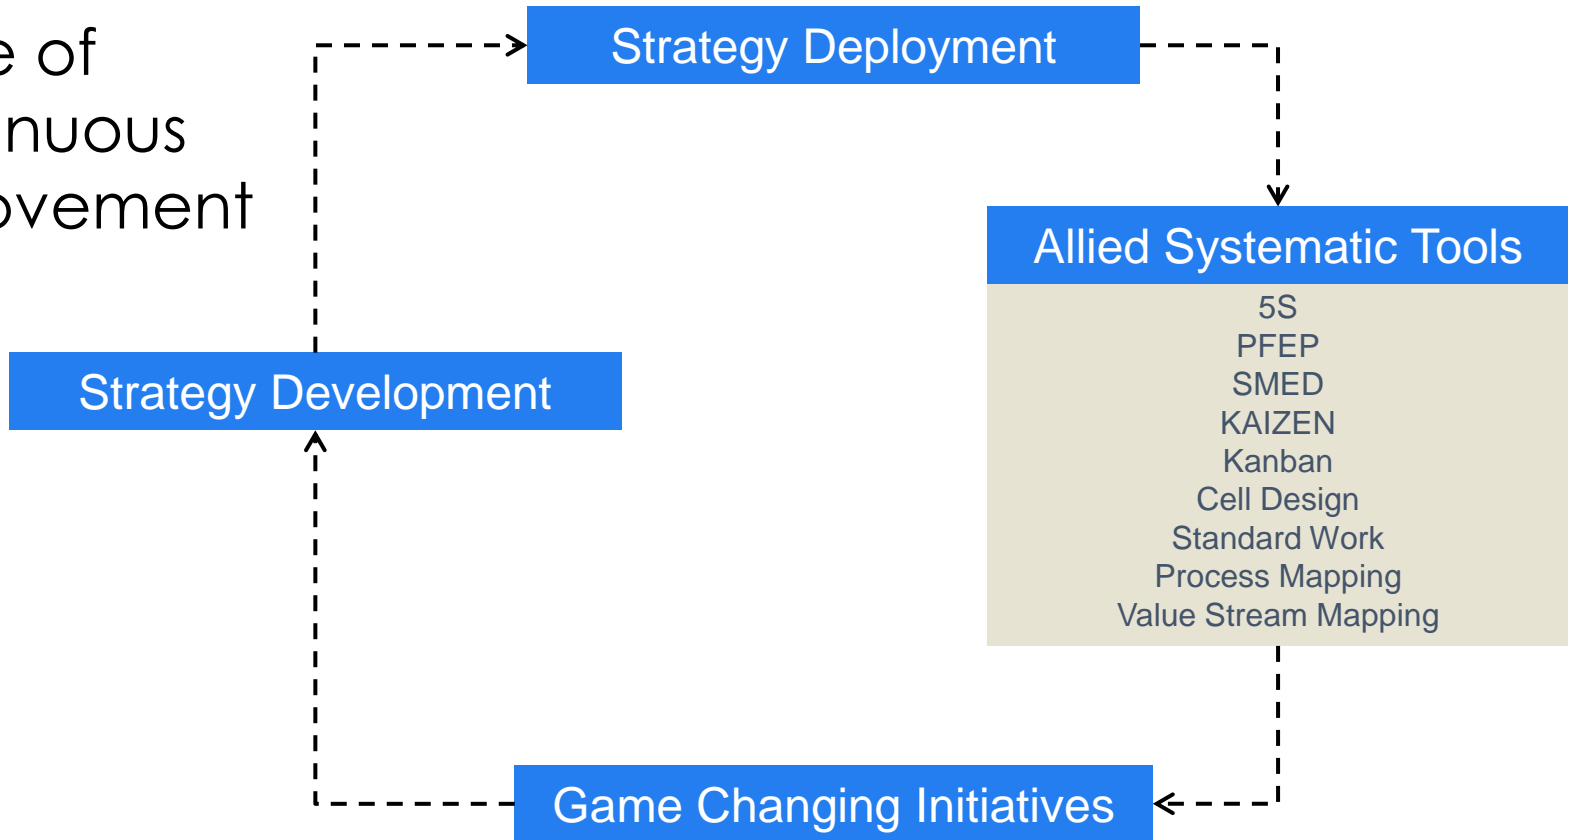 e of
nuous
ovement
Strategy Deployment
Allied Systematic Tools
5S
PFEP
SMED
KAIZEN
Kanban
Cell Design
Standard Work
Process Mapping
Value Stream Mapping
Strategy Development
Game Changing Initiatives